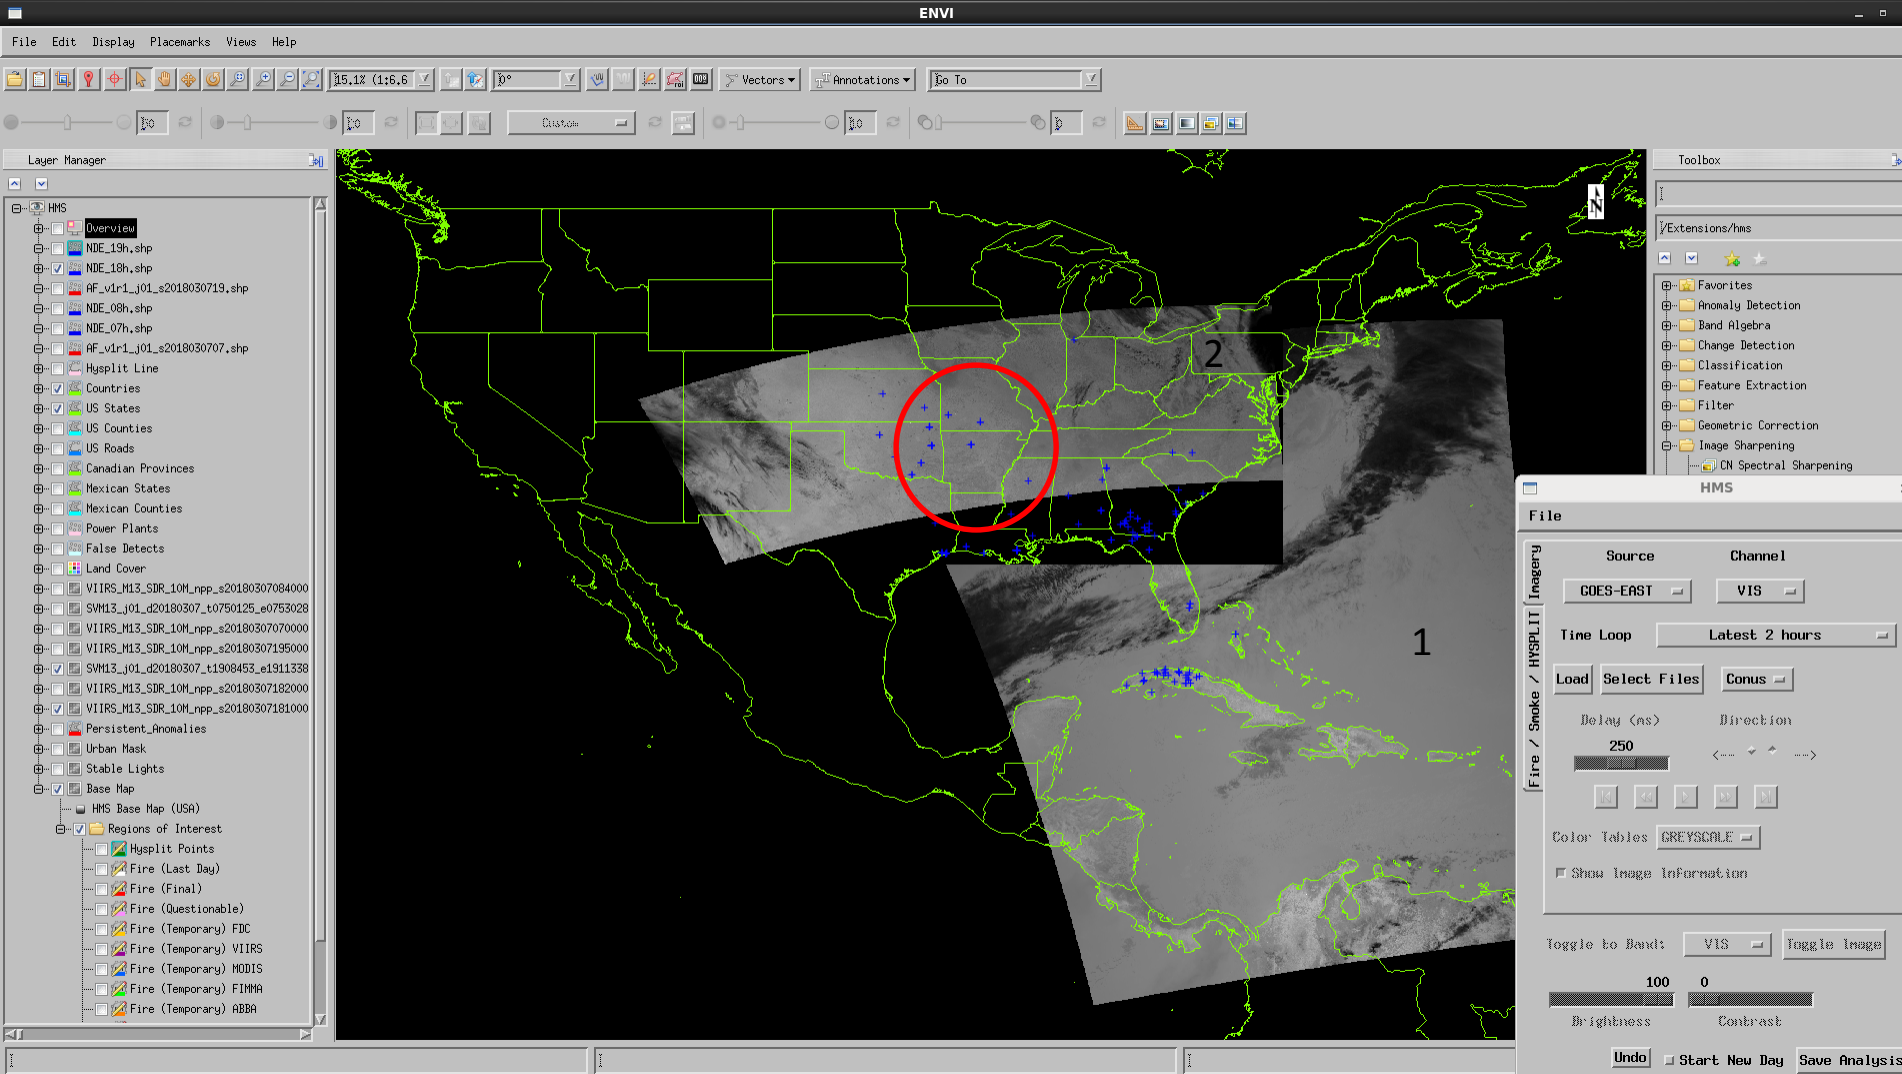 ENVI
File Edit Display Placemarks Views Help
15.1% (1:6.6 0° Vectors Annotations Go To
Custom
Layer Manager
HMS
Overview
NDE_19h.shp
NDE_18h.shp
AF_v1r1_j01_s2018030719.shp
NDE_08h.shp
NDE_07h.shp
AF_v1r1_j01_s2018030707.shp
Hysplit Line
Countries
US States
US Counties
US Roads
Canadian Provinces
Mexican States
Mexican Counties
Power Plants
False Detects
Land Cover
VIIRS_M13_SDR_10M_npp_s20180307084000
SVM13_j01_d20180307_t0750125_e0753028
VIIRS_M13_SDR_10M_npp_s20180307070000
VIIRS_M13_SDR_10M_npp_s20180307195000
SVM13_j01_d20180307_t1908453_e1911338
VIIRS_M13_SDR_10M_npp_s20180307182000
VIIRS_M13_SDR_10M_npp_s20180307181000
Persistent_Anomalies
Urban Mask
Stable Lights
Base Map
HMS Base Map (USA)
Regions of Interest
Hysplit Points
Fire (Last Day)
Fire (Final)
Fire (Questionable)
Fire (Temporary) FDC
Fire (Temporary) VIIRS
Fire (Temporary) MODIS
Fire (Temporary) FIMMA
Fire (Temporary) ABBA
N
2
1
Toolbox
/Extensions/hms
Favorites
Anomaly Detection
Band Algebra
Change Detection
Classification
Feature Extraction
Filter
Geometric Correction
Image Sharpening
CN Spectral Sharpening
HMS
File
Imagery
Fire / Smoke / HYSPLIT
Source Channel
GOES-EAST VIS
Time Loop Latest 2 hours
Load Select Files Conus
Delay (ms) Direction
250
<--- --->
Color Tables GREYSCALE
Show Image Information
Toggle to Band: VIS Toggle Image
100 0
Brightness Contrast
Undo Start New Day Save Analysis